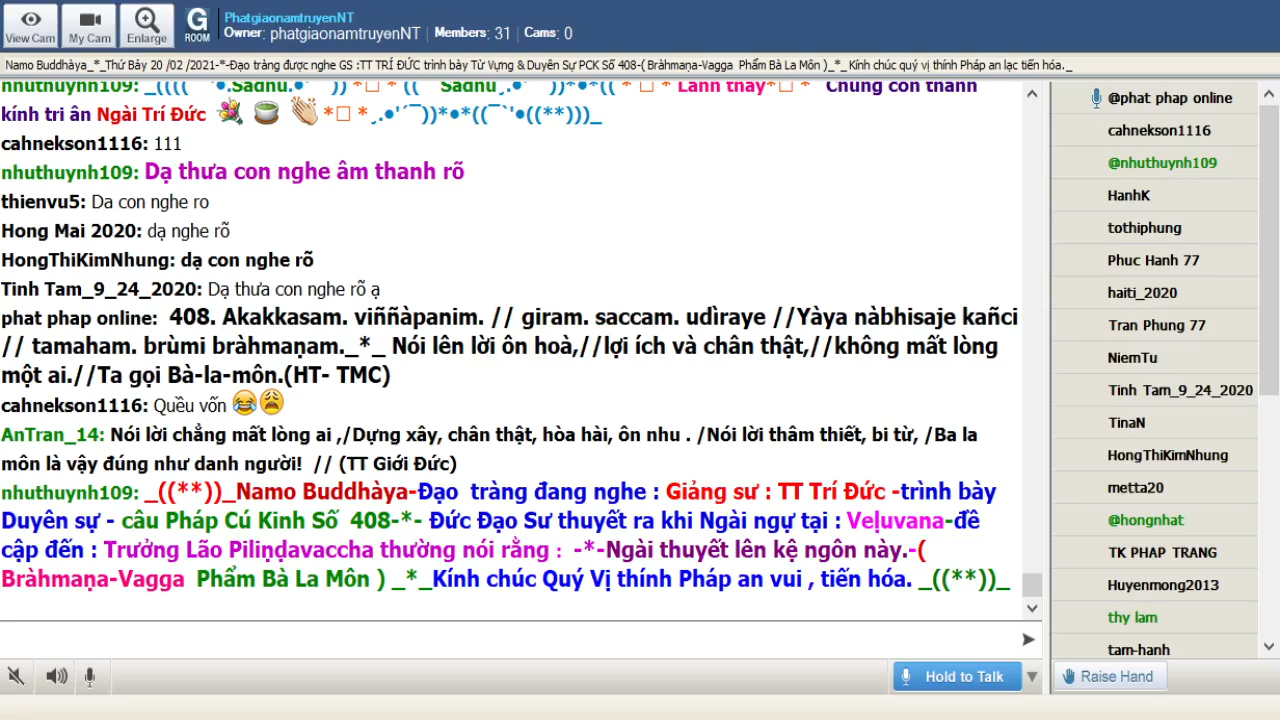 View Cam
My Cam
Enlarge
G
ROOM
PhatgiaonamtruyenNT
Owner: phatgiaonamtruyenNT | Members: 31 | Cams: 0
Namo Buddhàya_*_Thứ Bảy 20 /02 /2021-*-Đạo tràng được nghe GS :TT TRÍ ĐỨC trình bày Từ Vựng & Duyên Sự PCK Số 408-( Bràhmaṇa-Vagga Phẩm Bà La Môn )_*_Kính chúc quý vị thính Pháp an lạc tiến hóa._
kính tri ân Ngài Trí Đức
cahnekson1116: 111
nhuthuynh109: Dạ thưa con nghe âm thanh rõ
thienvu5: Da con nghe ro
Hong Mai 2020: dạ nghe rõ
HongThiKimNhung: dạ con nghe rõ
Tinh Tam_9_24_2020: Dạ thưa con nghe rõ ạ
phat phap online: 408. Akakkasam. viññàpanim. // giram. saccam. udìraye //Yàya nàbhisaje kañci
// tamaham. brùmi bràhmaṇam._*_ Nói lên lời ôn hoà,//lợi ích và chân thật,//không mất lòng
một ai.//Ta gọi Bà-la-môn.(HT- TMC)
cahnekson1116: Quều vốn
AnTran_14: Nói lời chẳng mất lòng ai ,/Dựng xây, chân thật, hòa hài, ôn nhu . /Nói lời thâm thiết, bi từ, /Ba la
môn là vậy đúng như danh người! // (TT Giới Đức)
nhuthuynh109: _((**))_Namo Buddhàya-Đạo tràng đang nghe : Giảng sư : TT Trí Đức -trình bày
Duyên sự - câu Pháp Cú Kinh Số 408-*- Đức Đạo Sư thuyết ra khi Ngài ngự tại : Veḷuvana-đề
cập đến : Trưởng Lão Piliṇdavaccha thường nói rằng : -*-Ngài thuyết lên kệ ngôn này.-(
Bràhmaṇa-Vagga Phẩm Bà La Môn ) _*_Kính chúc Quý Vị thính Pháp an vui , tiến hóa. _((**))_
Hold to Talk
@phat phap online
cahnekson1116
@nhuthuynh109
HanhK
tothiphung
Phuc Hanh 77
haiti_2020
Tran Phung 77
NiemTu
Tinh Tam_9_24_2020
TinaN
HongThiKimNhung
metta20
@hongnhat
TK PHAP TRANG
Huyenmong2013
thy lam
tam-hanh
Raise Hand